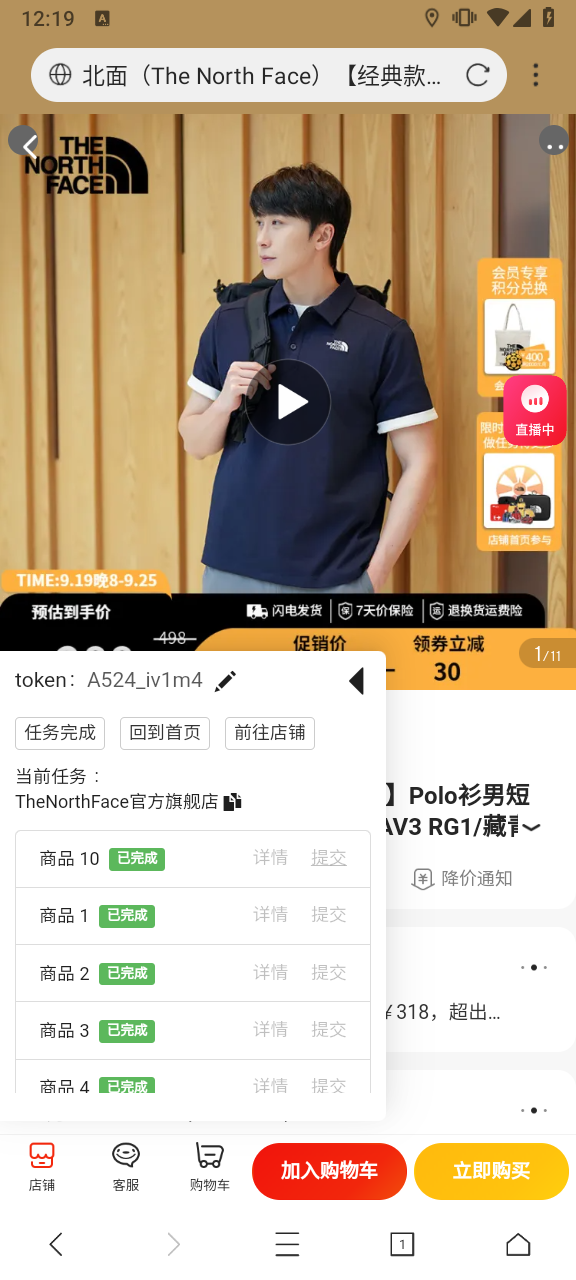 12:19
北面（The North Face）【经典款...
THE
NORTH
FACE
会员专享
积分兑换
400
直播中
限时
做任务
店铺首页参与
TIME:9.19晚8-9.25
预估到手价
闪电发货
7天价保险
退换货运费险
498
促销价
领券立减
30
1/11
token：A524_iv1m4
任务完成
回到首页
前往店铺
当前任务：
TheNorthFace官方旗舰店
】Polo衫男短
AV3 RG1/藏青
降价通知
商品 10 已完成 详情 提交
商品 1 已完成 详情 提交
商品 2 已完成 详情 提交
￥318，超出...
商品 3 已完成 详情 提交
商品 4 已完成 详情 提交
店铺
客服
购物车
加入购物车
立即购买
1